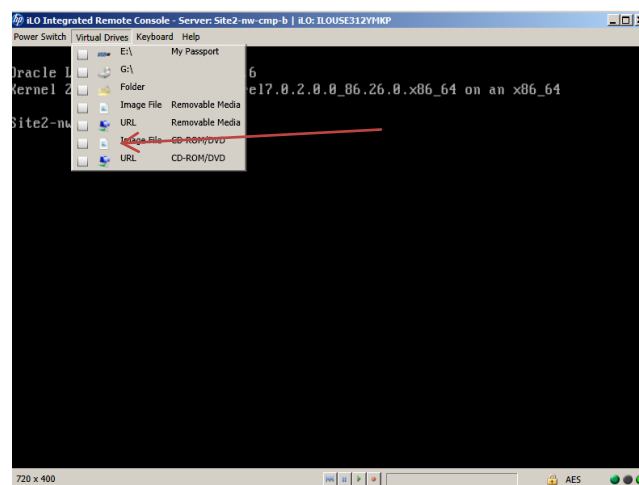 iLO Integrated Remote Console - Server: Site2-nw-cmp-b | iLO: ILOUSE312YMKP
Power Switch Virtual Drives Keyboard Help
E:\ My Passport
G:\
Folder
Image File Removable Media
URL Removable Media
Image File CD-ROM/DVD
URL CD-ROM/DVD
Oracle L 6
Kernel 2 el7.0.2.0.0_86.26.0.x86_64 on an x86_64
Site2-nw
720 x 400 AES